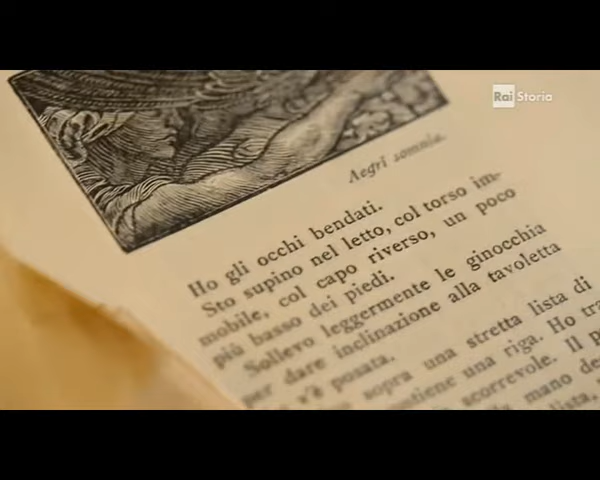 Rai Storia
Aegri somnia.
Ho gli occhi bendati.
Sto supino nel letto, col torso im-
mobile, col capo riverso, un poco
più basso dei piedi.
Sollevo leggermente le ginocchia
per dare inclinazione alla tavoletta
s'è posata.
sopra una stretta lista di
contiene una riga. Ho
scorrevole. Il
mano
lista,